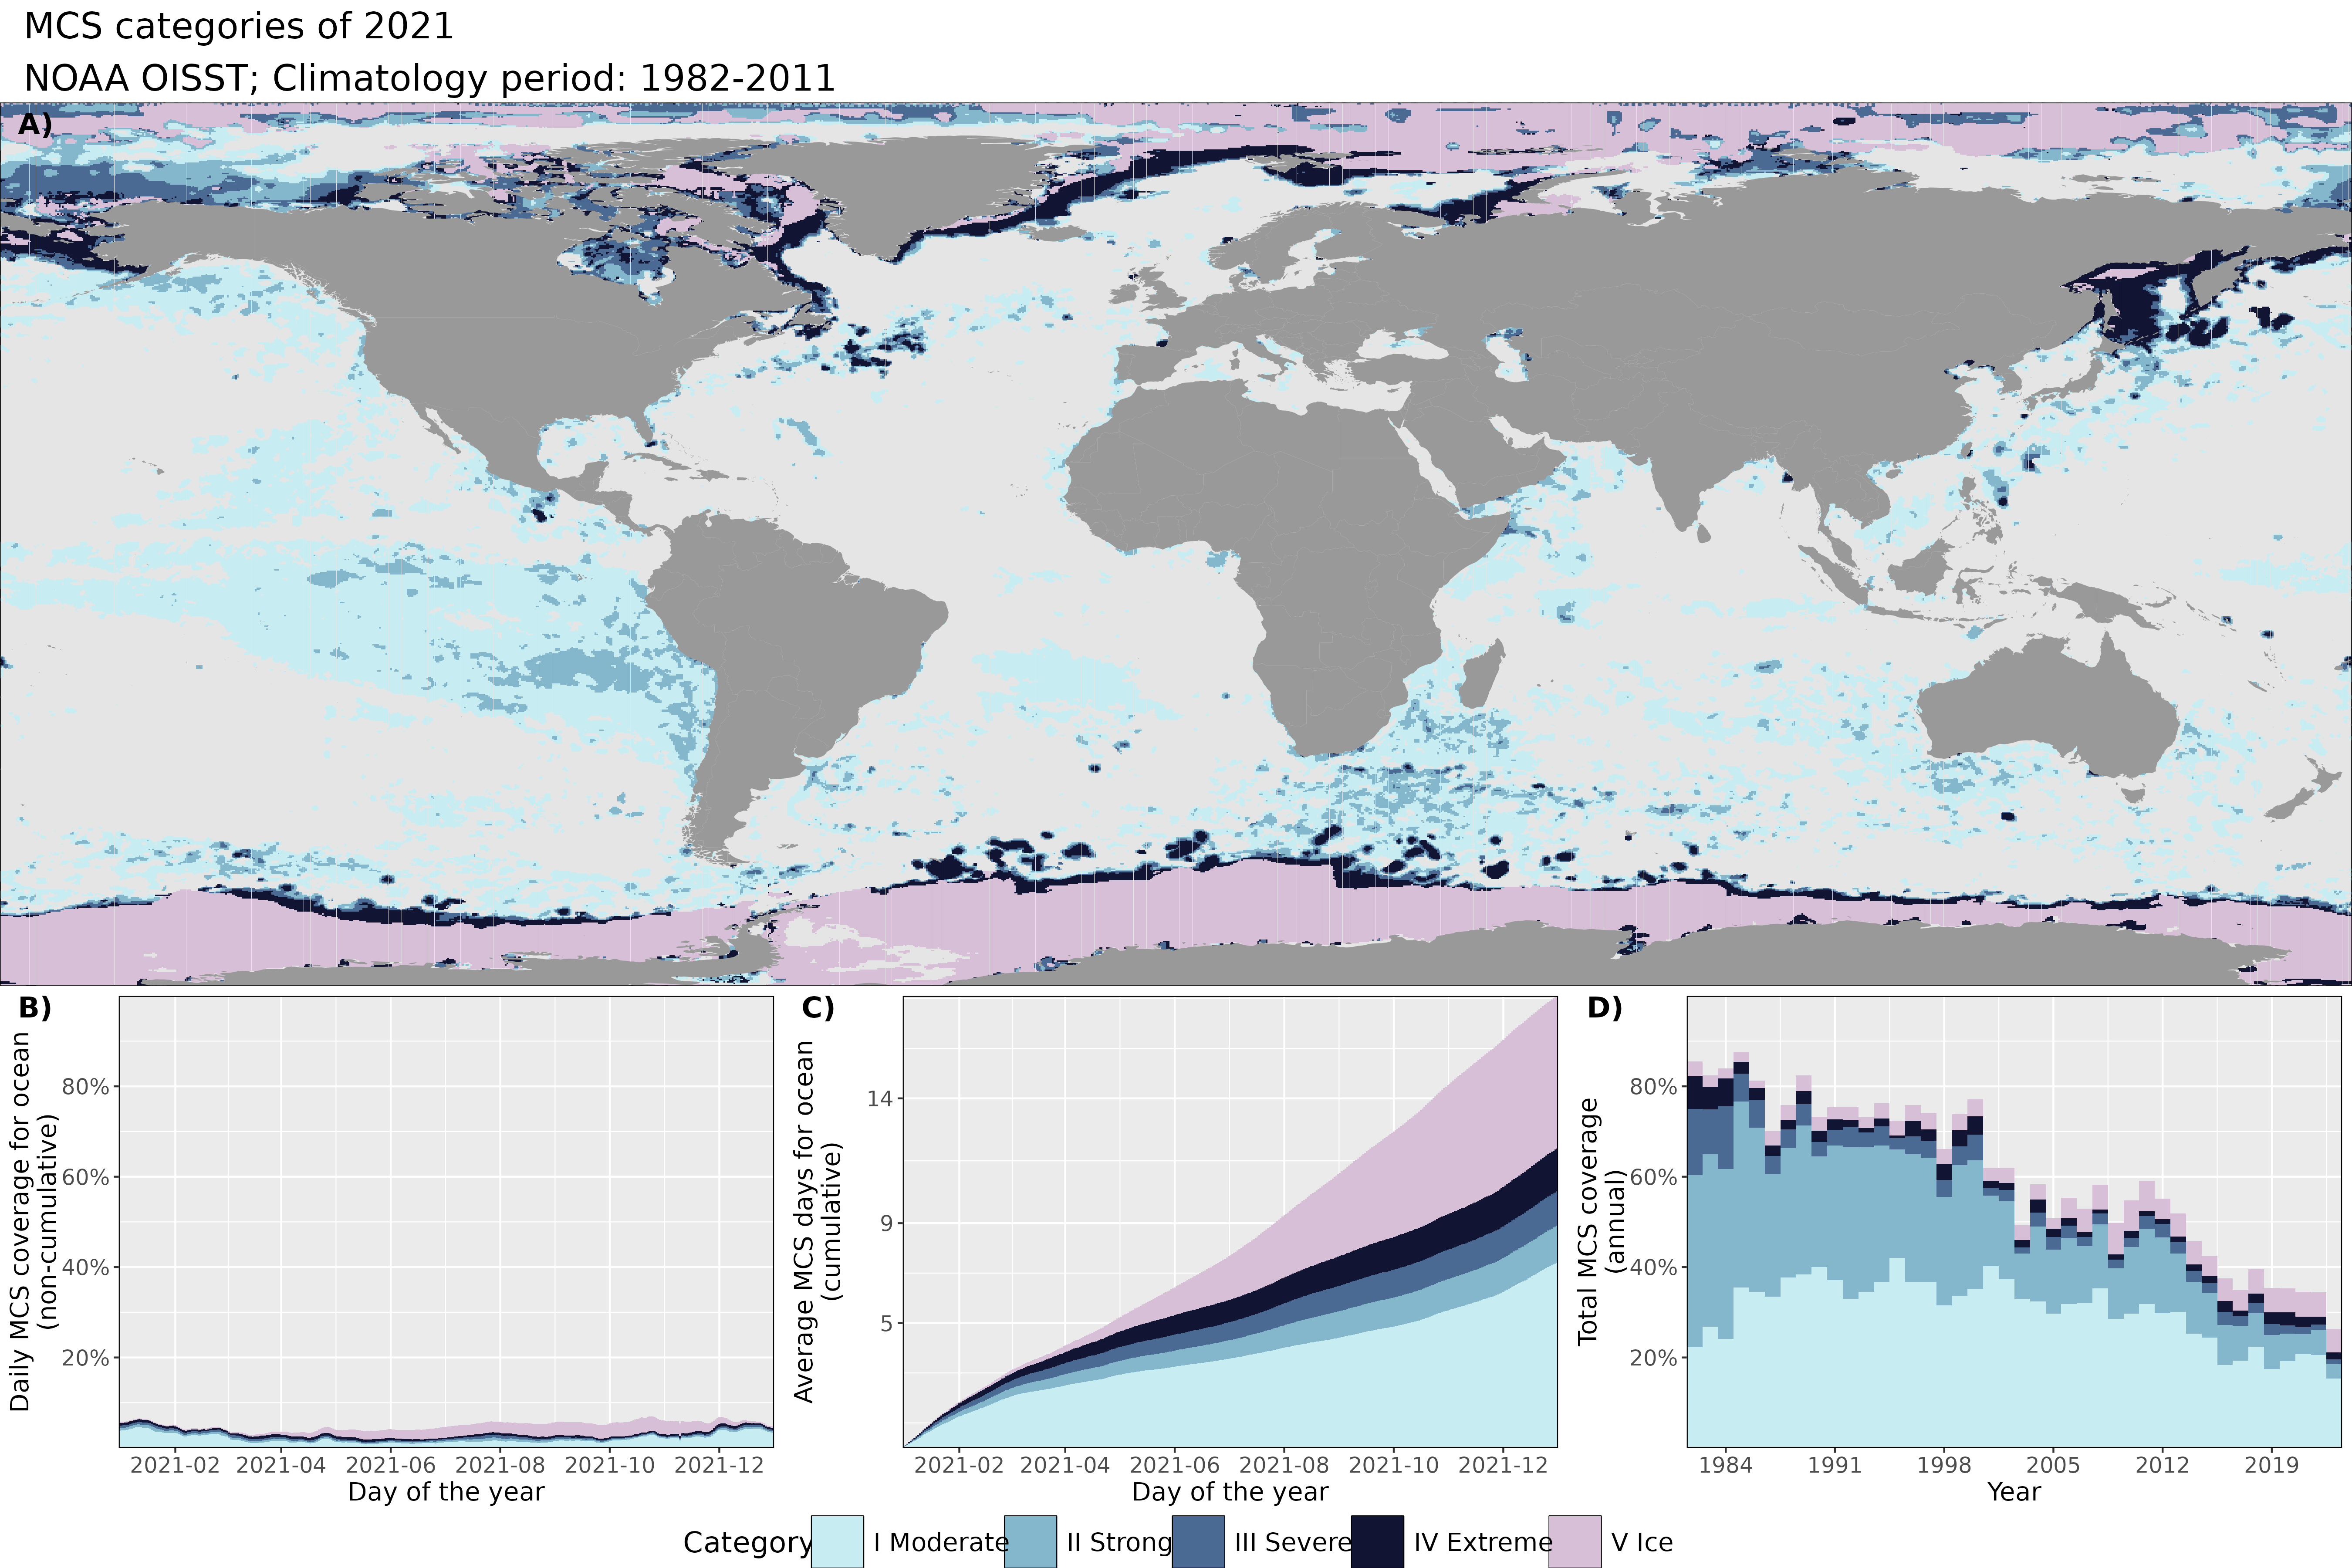 MCS categories of 2021
NOAA OISST; Climatology period: 1982-2011
A)
B)
Daily MCS coverage for ocean
(non-cumulative)
80%
60%
40%
20%
2021-02 2021-04 2021-06 2021-08 2021-10 2021-12
Day of the year
C)
Average MCS days for ocean
(cumulative)
14
9
5
2021-02 2021-04 2021-06 2021-08 2021-10 2021-12
Day of the year
D)
Total MCS coverage
(annual)
80%
60%
40%
20%
1984 1991 1998 2005 2012 2019
Year
Category I Moderate II Strong III Severe IV Extreme V Ice